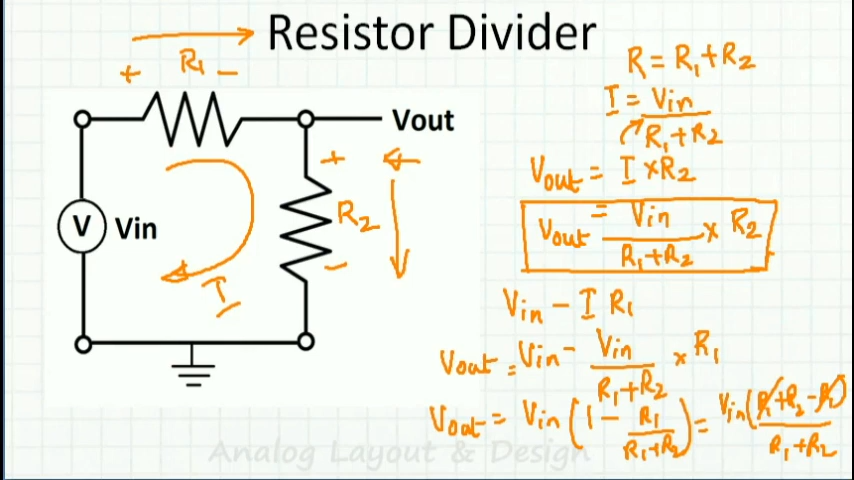 Resistor Divider
+ R1 −
R = R1+R2
I = Vin / R1+R2
Vout
Vout = I × R2
+
V Vin
R2
Vout = Vin / R1+R2 × R2
−
I
Vin − I R1
Vout = Vin − Vin / R1+R2 × R1
Vout = Vin (1 − R1 / R1+R2) = Vin (R1+R2−R1) / R1+R2
Analog Layout & Design